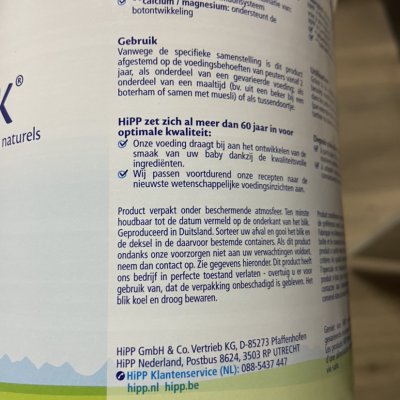 calcium / magnesium: ondersteunt de
botontwikkeling
Gebruik
Vanwege de specifieke samenstelling is dit product
afgestemd op de voedingsbehoeften van peuters vanaf 2
jaar, als onderdeel van een gevarieerde voeding, als
onderdeel van een maaltijd (bv. uit een beker bij een
boterham of samen met muesli) of als tussendoortje.
K®
naturels
HiPP zet zich al meer dan 60 jaar in voor
optimale kwaliteit:
Onze voeding draagt bij aan het ontwikkelen van de
smaak van uw baby dankzij de kwaliteitsvolle
ingrediënten.
Wij passen voortdurend onze recepten naar de
nieuwste wetenschappelijke voedingsinzichten aan.
Product verpakt onder beschermende atmosfeer. Ten minste
houdbaar tot de datum vermeld op de onderkant van het blik.
Geproduceerd in Duitsland. Sorteer uw afval en gooi het blik en
de deksel in de daarvoor bestemde containers. Als dit product
ondanks onze voorzorgen niet aan uw verwachtingen voldoet,
neem dan contact op. Zie gegevens hieronder. Dit product heeft
ons bedrijf in perfecte toestand verlaten - overtuig u er voor
gebruik van, dat de verpakking onbeschadigd is gebleven. Het
blik koel en droog bewaren.
HiPP GmbH & Co. Vertrieb KG, D-85273 Pfaffenhofen
HiPP Nederland, Postbus 8624, 3503 RP UTRECHT
HiPP Klantenservice (NL): 088-5437 447
hipp.nl hipp.be